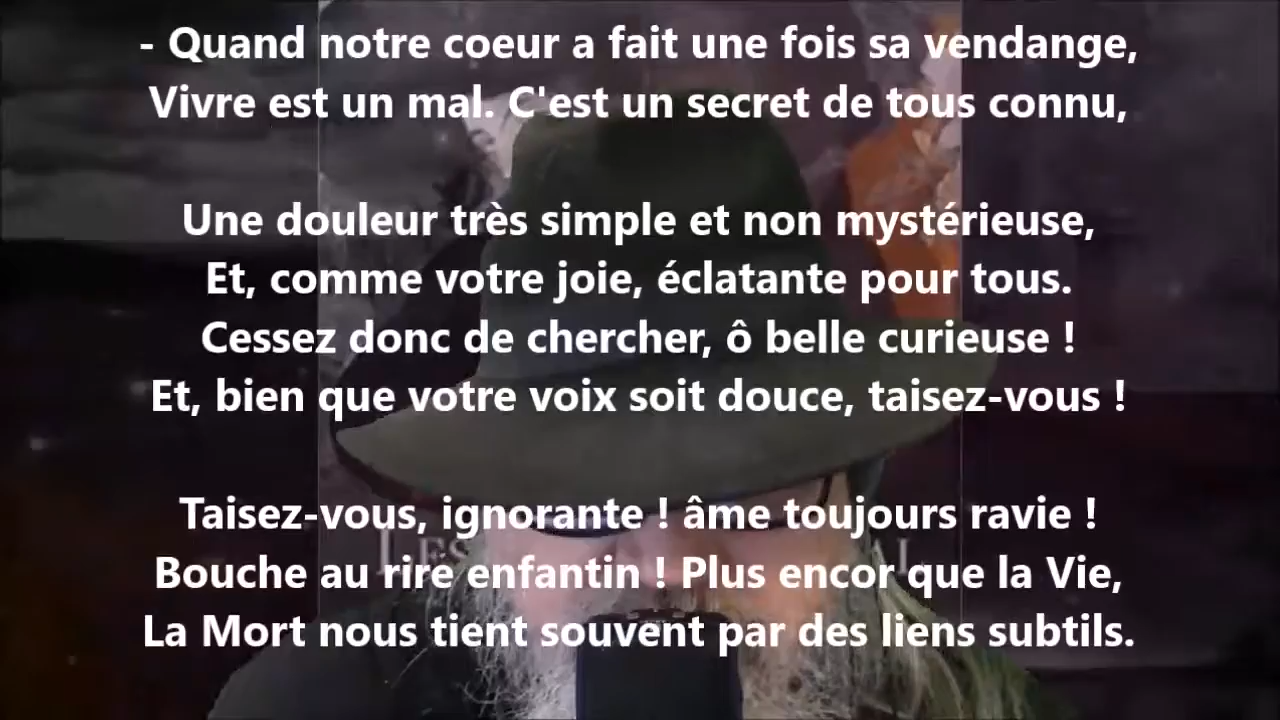 - Quand notre coeur a fait une fois sa vendange,
Vivre est un mal. C'est un secret de tous connu,
Une douleur très simple et non mystérieuse,
Et, comme votre joie, éclatante pour tous.
Cessez donc de chercher, ô belle curieuse !
Et, bien que votre voix soit douce, taisez-vous !
Taisez-vous, ignorante ! âme toujours ravie !
Bouche au rire enfantin ! Plus encor que la Vie,
La Mort nous tient souvent par des liens subtils.